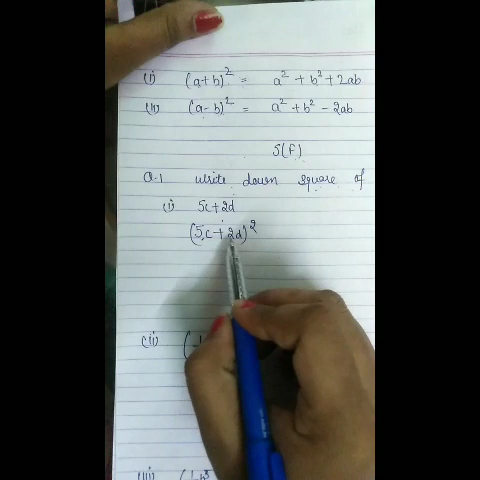 (i) (a+b)² = a² + b² + 2ab
(ii) (a-b)² = a² + b² - 2ab
5(F)
Q.1 write down square of
(i) 5c+2d
(5c+2d)²
(ii)
(iii)